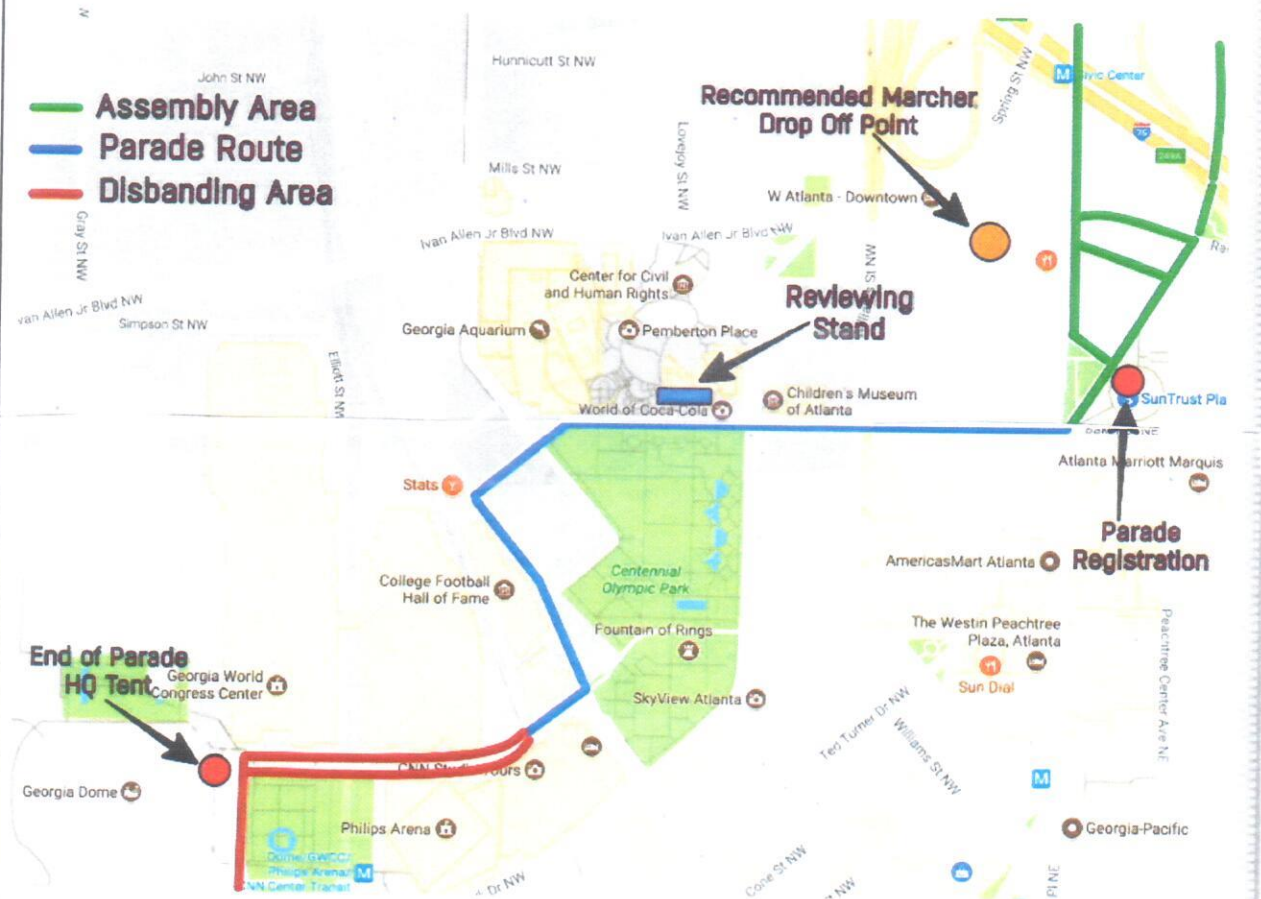 John St NW
Hunnicutt St NW
Spring St NW
M Civic Center
Assembly Area
Parade Route
Disbanding Area
Recommended Marcher
Drop Off Point
Lovejoy St NW
Mills St NW
W Atlanta - Downtown
Gray St NW
Ivan Allen Jr Blvd NW
Ivan Allen Jr Blvd NW
Center for Civil
and Human Rights
Reviewing
Stand
van Allen Jr Blvd NW
Simpson St NW
Georgia Aquarium
Pemberton Place
Elliott St NW
World of Coca-Cola
Children's Museum
of Atlanta
SunTrust Pla
Atlanta Marriott Marquis
Stats
Parade
Registration
AmericasMart Atlanta
Centennial
Olympic Park
College Football
Hall of Fame
The Westin Peachtree
Plaza, Atlanta
Peachtree Center Ave NE
Fountain of Rings
End of Parade
HQ Tent
Georgia World
Congress Center
Sun Dial
SkyView Atlanta
Ted Turner Dr NW
Williams St NW
CNN Studio Tours
M
Georgia Dome
Philips Arena
Georgia-Pacific
Dome/GWCC/
Philips Arena/
CNN Center Transit
M
Dr NW
Cone St NW
NW
Pl NE